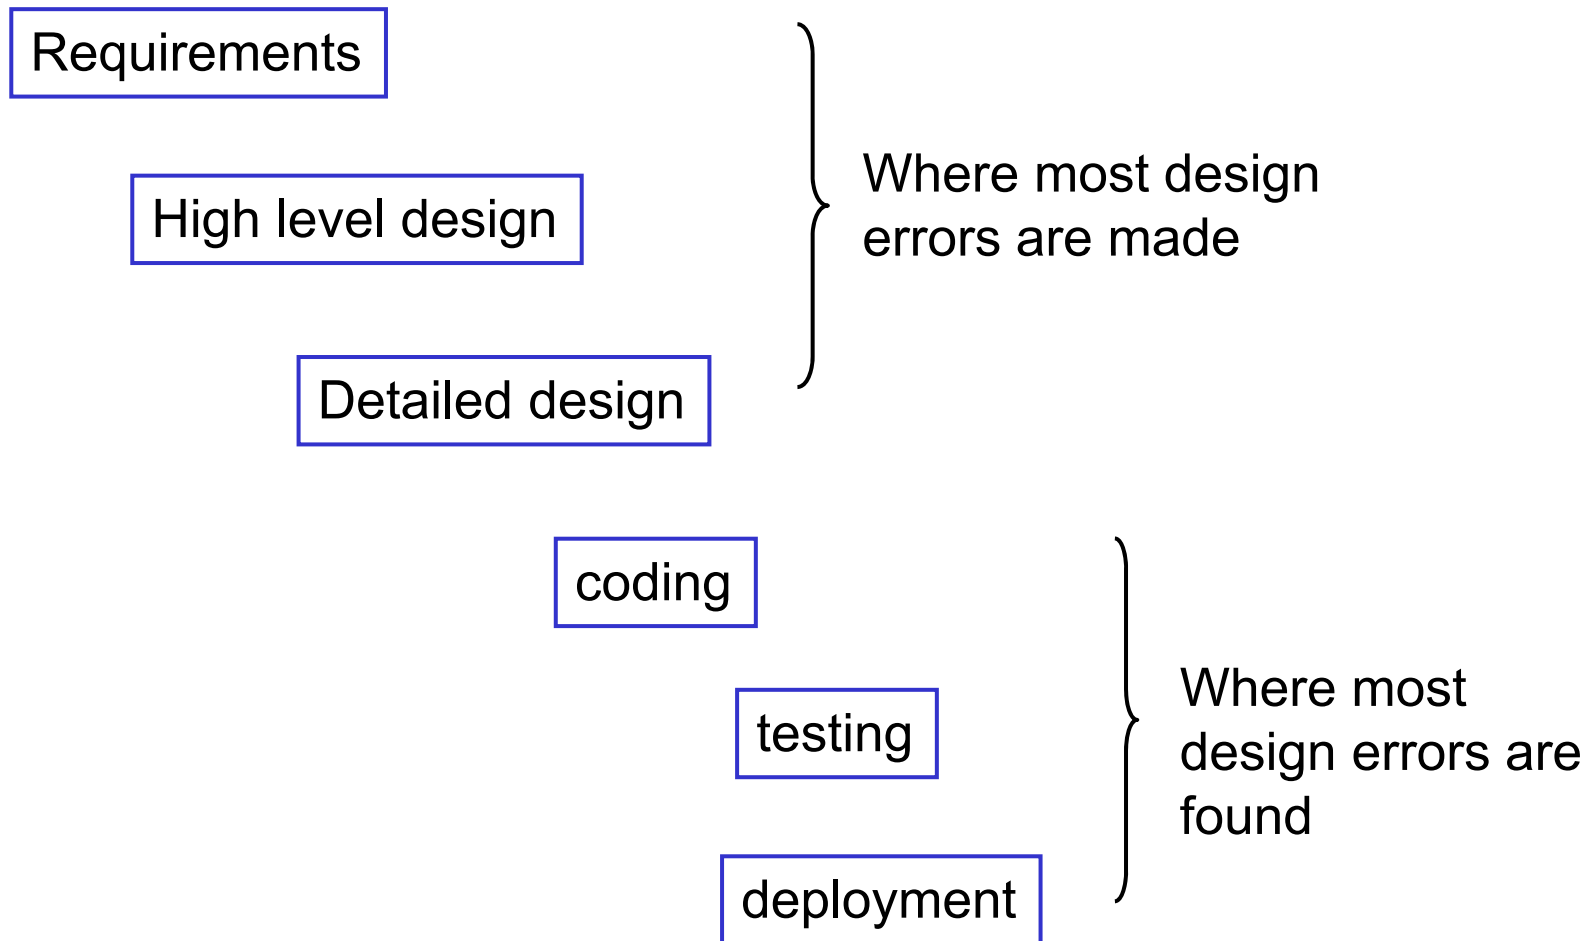 Requirements
High level design
Where most design
errors are made
Detailed design
coding
testing
Where most
design errors are
found
deployment